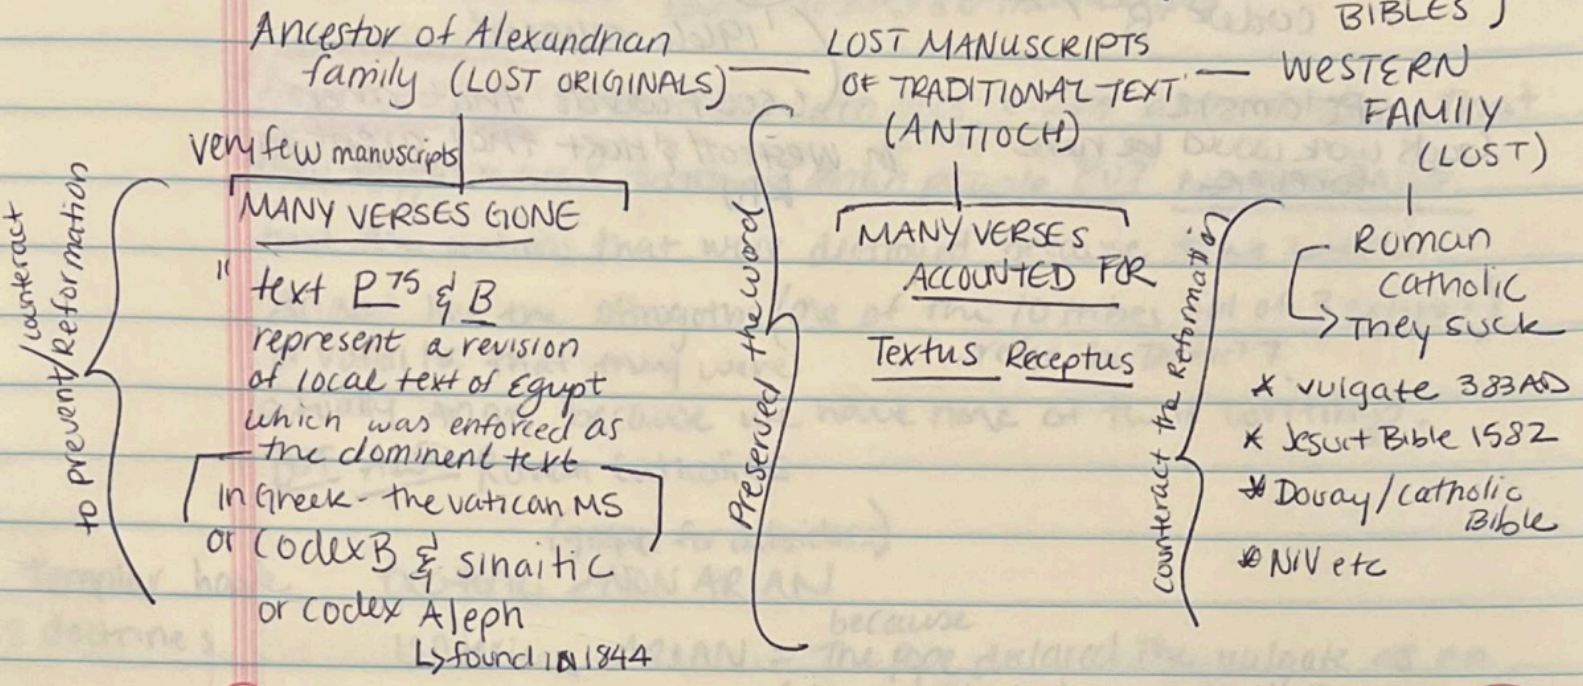 BIBLES)
Ancestor of Alexandrian
family (LOST ORIGINALS)
very few manuscripts
MANY VERSES GONE
" text P75 & B
represent a revision
of local text of Egypt
which was enforced as
the dominent text
in Greek - the vatican MS
or Codex B & Sinaitic
or codex Aleph
↳ found in 1844
to prevent/counteract
Reformation
LOST MANUSCRIPTS
OF TRADITIONAL TEXT
(ANTIOCH)
MANY VERSES
ACCOUNTED FOR
Textus Receptus
Preserved the word
WESTERN
FAMILY
(LOST)
Roman
Catholic
→ They suck
* vulgate 383AD
* Jesuit Bible 1582
* Douay/Catholic
Bible
* NIV etc
Counteract the Reformation
because